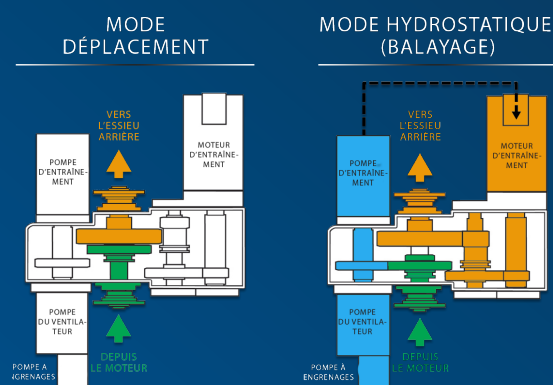 MODE
DÉPLACEMENT
VERS
L'ESSIEU
ARRIÈRE
POMPE
D'ENTRAÎNE-
MENT
MOTEUR
D'ENTRAÎNE-
MENT
POMPE
DU VENTILA-
TEUR
DEPUIS
LE MOTEUR
POMPE A
NGRENAGES
MODE HYDROSTATIQUE
(BALAYAGE)
VERS
L'ESSIEU
ARRIÈRE
POMPE
D'ENTRAÎNE-
MENT
MOTEUR
D'ENTRAÎNE-
MENT
POMPE
DU VENTILA-
TEUR
DEPUIS
LE MOTEUR
POMPE À
ENGRENAGES